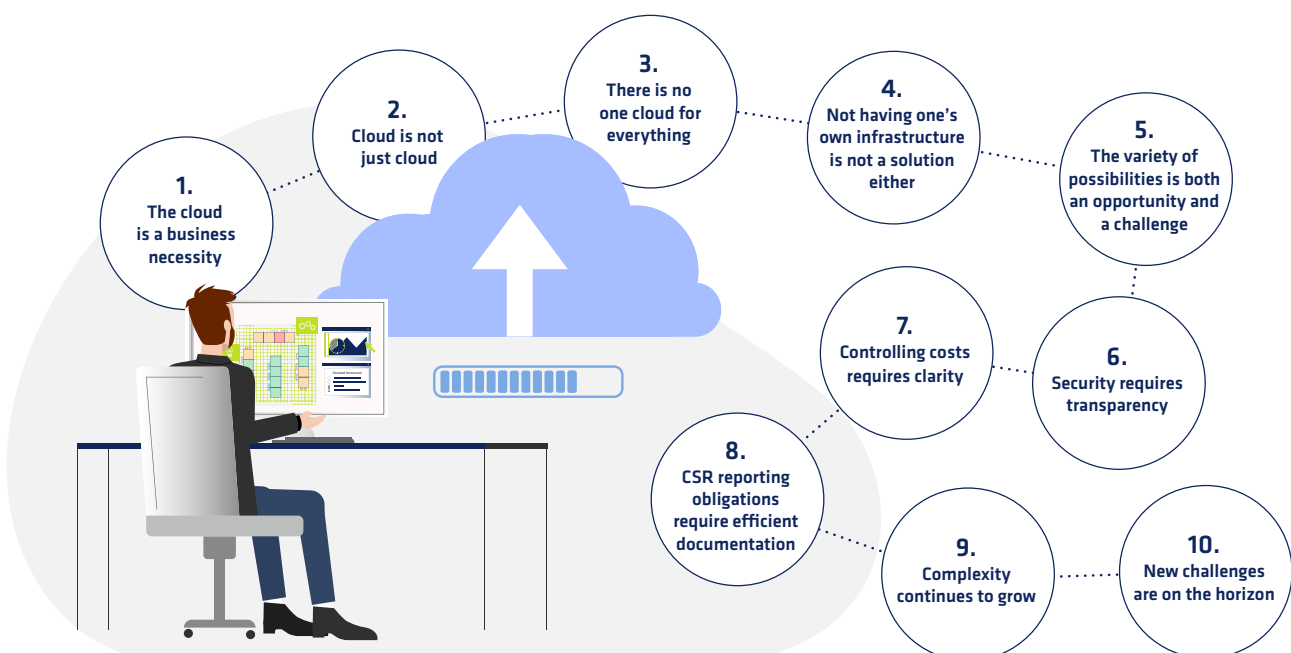 1.
The cloud
is a business
necessity
2.
Cloud is not
just cloud
3.
There is no
one cloud for
everything
4.
Not having one's
own infrastructure
is not a solution
either
5.
The variety of
possibilities is both
an opportunity and
a challenge
6.
Security requires
transparency
7.
Controlling costs
requires clarity
8.
CSR reporting
obligations
require efficient
documentation
9.
Complexity
continues to grow
10.
New challenges
are on the horizon